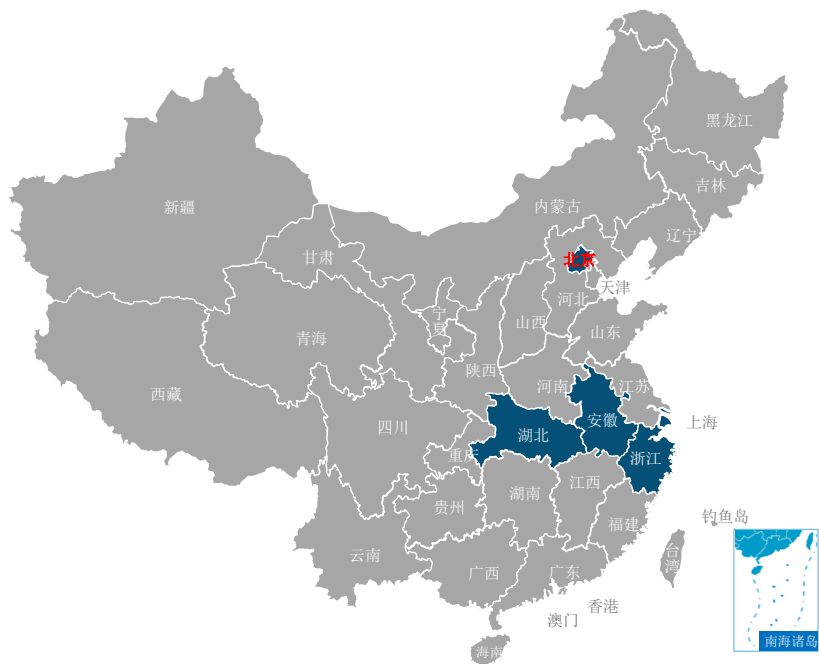 黑龙江
吉林
新疆
内蒙古
辽宁
甘肃
北京
天津
河北
宁夏
山西
山东
青海
陕西
河南
江苏
西藏
安徽
上海
四川
湖北
重庆
浙江
江西
湖南
贵州
钓鱼岛
福建
云南
台湾
广西
广东
香港
澳门
南海诸岛
海南